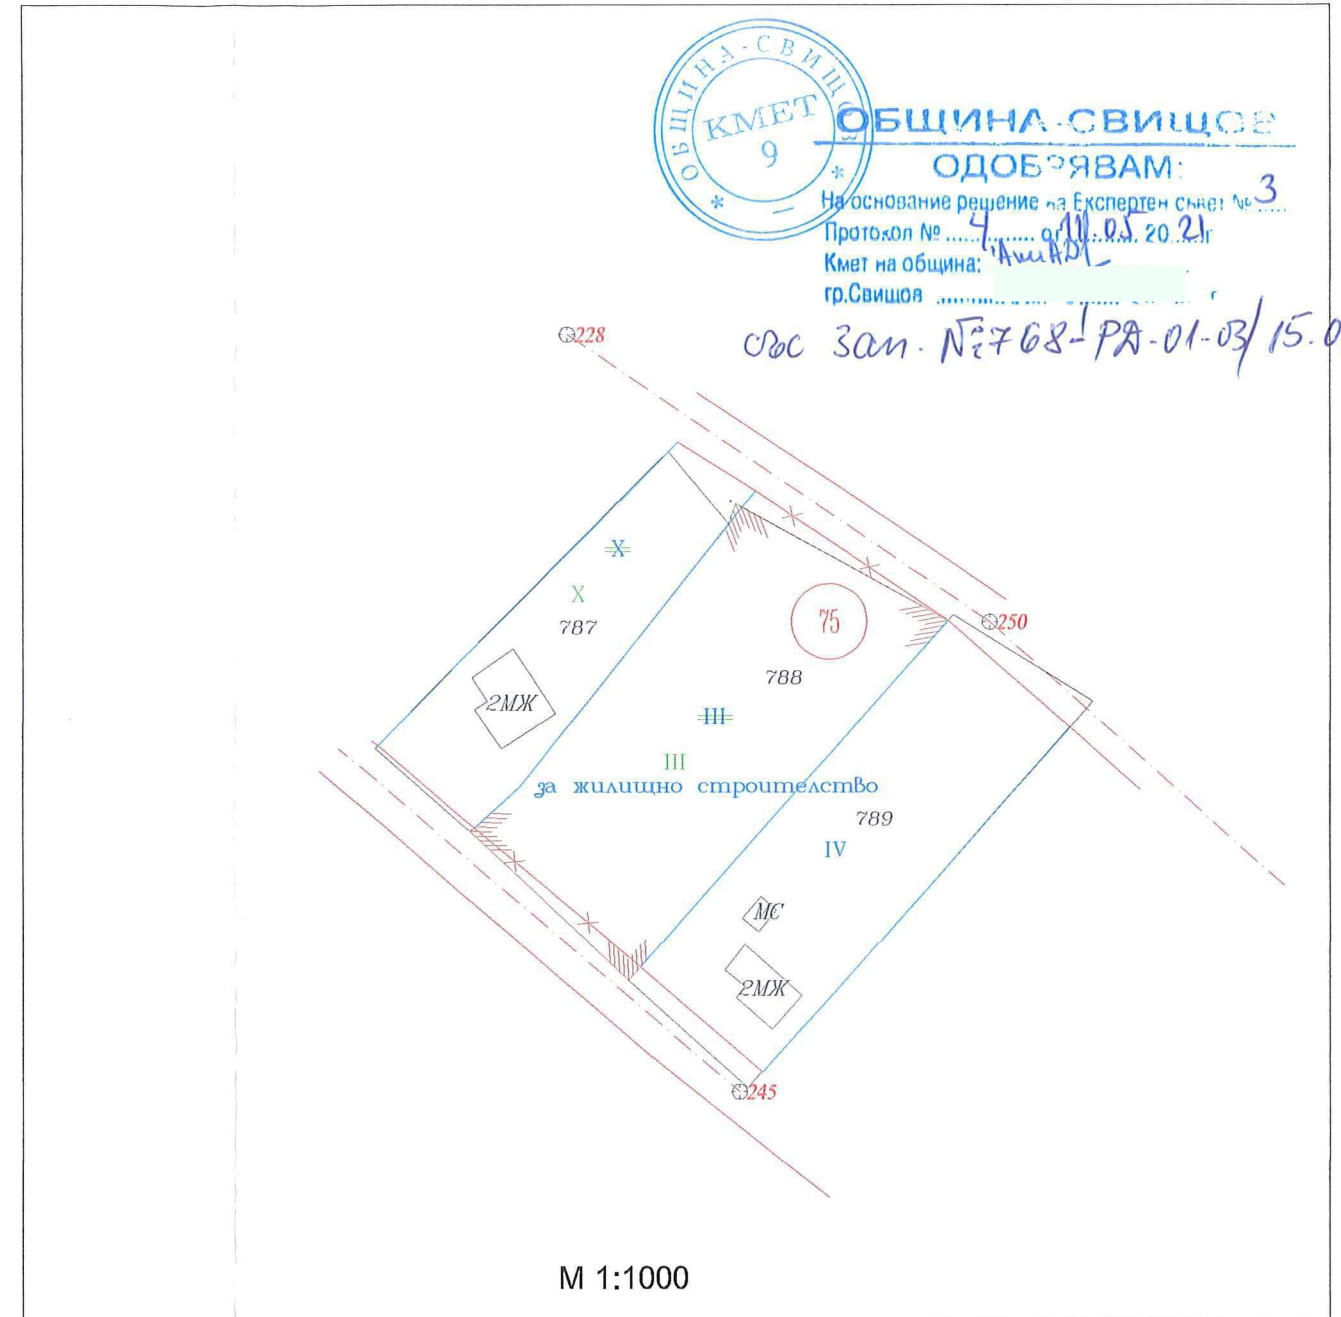 ОБЩИНА-СВИЩОВ
КМЕТ
9
ОБЩИНА-СВИЩОВ
ОДОБРЯВАМ:
На основание решение на Експертен съвет № 3
Протокол № 4 от 11.05.2021г
Кмет на община:
гр.Свищов
със Зап. № 768-РД-01-03/15.0
228
X
X
787
2МЖ
75
250
788
III
III
за жилищно строителство
789
IV
МС
2МЖ
245
М 1:1000